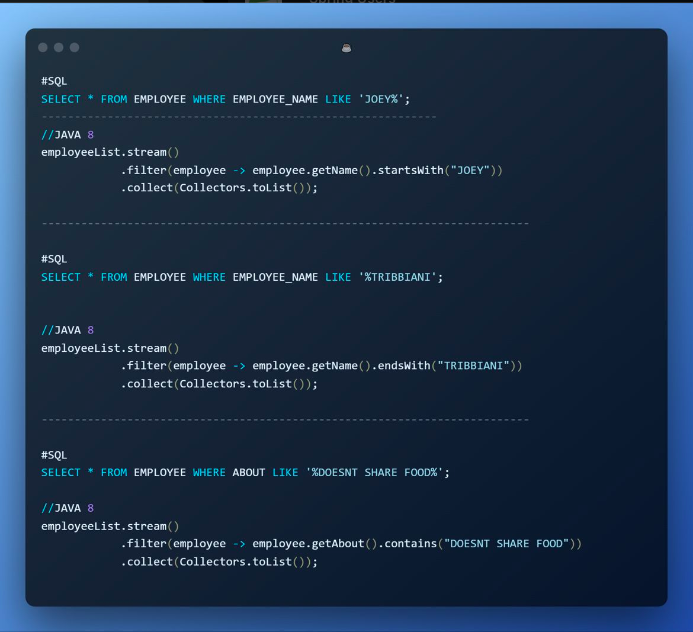 Spring Users
#SQL
SELECT * FROM EMPLOYEE WHERE EMPLOYEE_NAME LIKE 'JOEY%';
------------------------------------------------------------
//JAVA 8
employeeList.stream()
.filter(employee -> employee.getName().startsWith("JOEY"))
.collect(Collectors.toList());
--------------------------------------------------------------------------
#SQL
SELECT * FROM EMPLOYEE WHERE EMPLOYEE_NAME LIKE '%TRIBBIANI';
//JAVA 8
employeeList.stream()
.filter(employee -> employee.getName().endsWith("TRIBBIANI"))
.collect(Collectors.toList());
--------------------------------------------------------------------------
#SQL
SELECT * FROM EMPLOYEE WHERE ABOUT LIKE '%DOESNT SHARE FOOD%';
//JAVA 8
employeeList.stream()
.filter(employee -> employee.getAbout().contains("DOESNT SHARE FOOD"))
.collect(Collectors.toList());